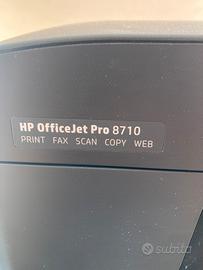 HP OfficeJet Pro 8710
PRINT FAX SCAN COPY WEB
subito